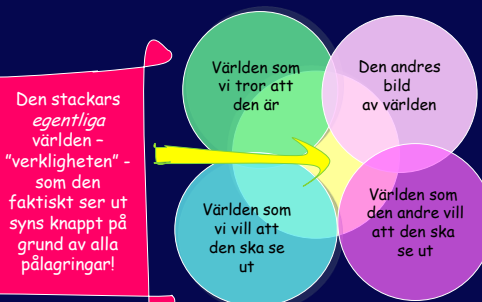 Den stackars
egentliga
världen –
"verkligheten" -
som den
faktiskt ser ut
syns knappt på
grund av alla
pålagringar!
Världen som
vi tror att
den är
Den andres
bild
av världen
Världen som
vi vill att
den ska se
ut
Världen som
den andre vill
att den ska
se ut